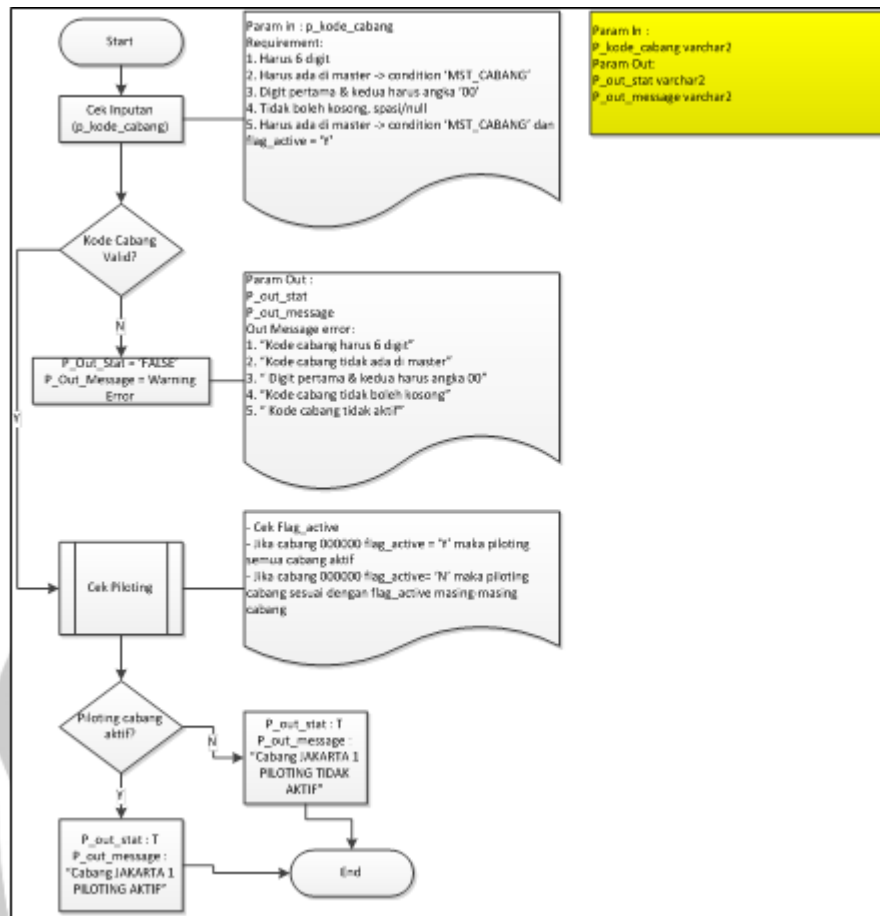 Start
Cek Inputan
(p_kode_cabang)
Param in : p_kode_cabang
Requirement:
1. Harus 6 digit
2. Harus ada di master -> condition 'MST_CABANG'
3. Digit pertama & kedua harus angka '00'
4. Tidak boleh kosong, spasi/null
5. Harus ada di master -> condition 'MST_CABANG' dan
flag_active = 'Y'
Param In :
P_kode_cabang varchar2
Param Out:
P_out_stat varchar2
P_out_message varchar2
Kode Cabang
Valid?
N
Y
P_Out_Stat = 'FALSE'
P_Out_Message = Warning
Error
Param Out :
P_out_stat
P_out_message
Out Message error:
1. "Kode cabang harus 6 digit"
2. "Kode cabang tidak ada di master"
3. " Digit pertama & kedua harus angka 00"
4. "Kode cabang tidak boleh kosong"
5. " Kode cabang tidak aktif"
Cek Piloting
- Cek Flag_active
- Jika cabang 000000 flag_active = 'Y' maka piloting
semua cabang aktif
- Jika cabang 000000 flag_active= 'N' maka piloting
cabang sesuai dengan flag_active masing-masing
cabang
Piloting cabang
aktif?
N
Y
P_out_stat : T
P_out_message :
"Cabang JAKARTA 1
PILOTING TIDAK
AKTIF"
P_out_stat : T
P_out_message :
"Cabang JAKARTA 1
PILOTING AKTIF"
End